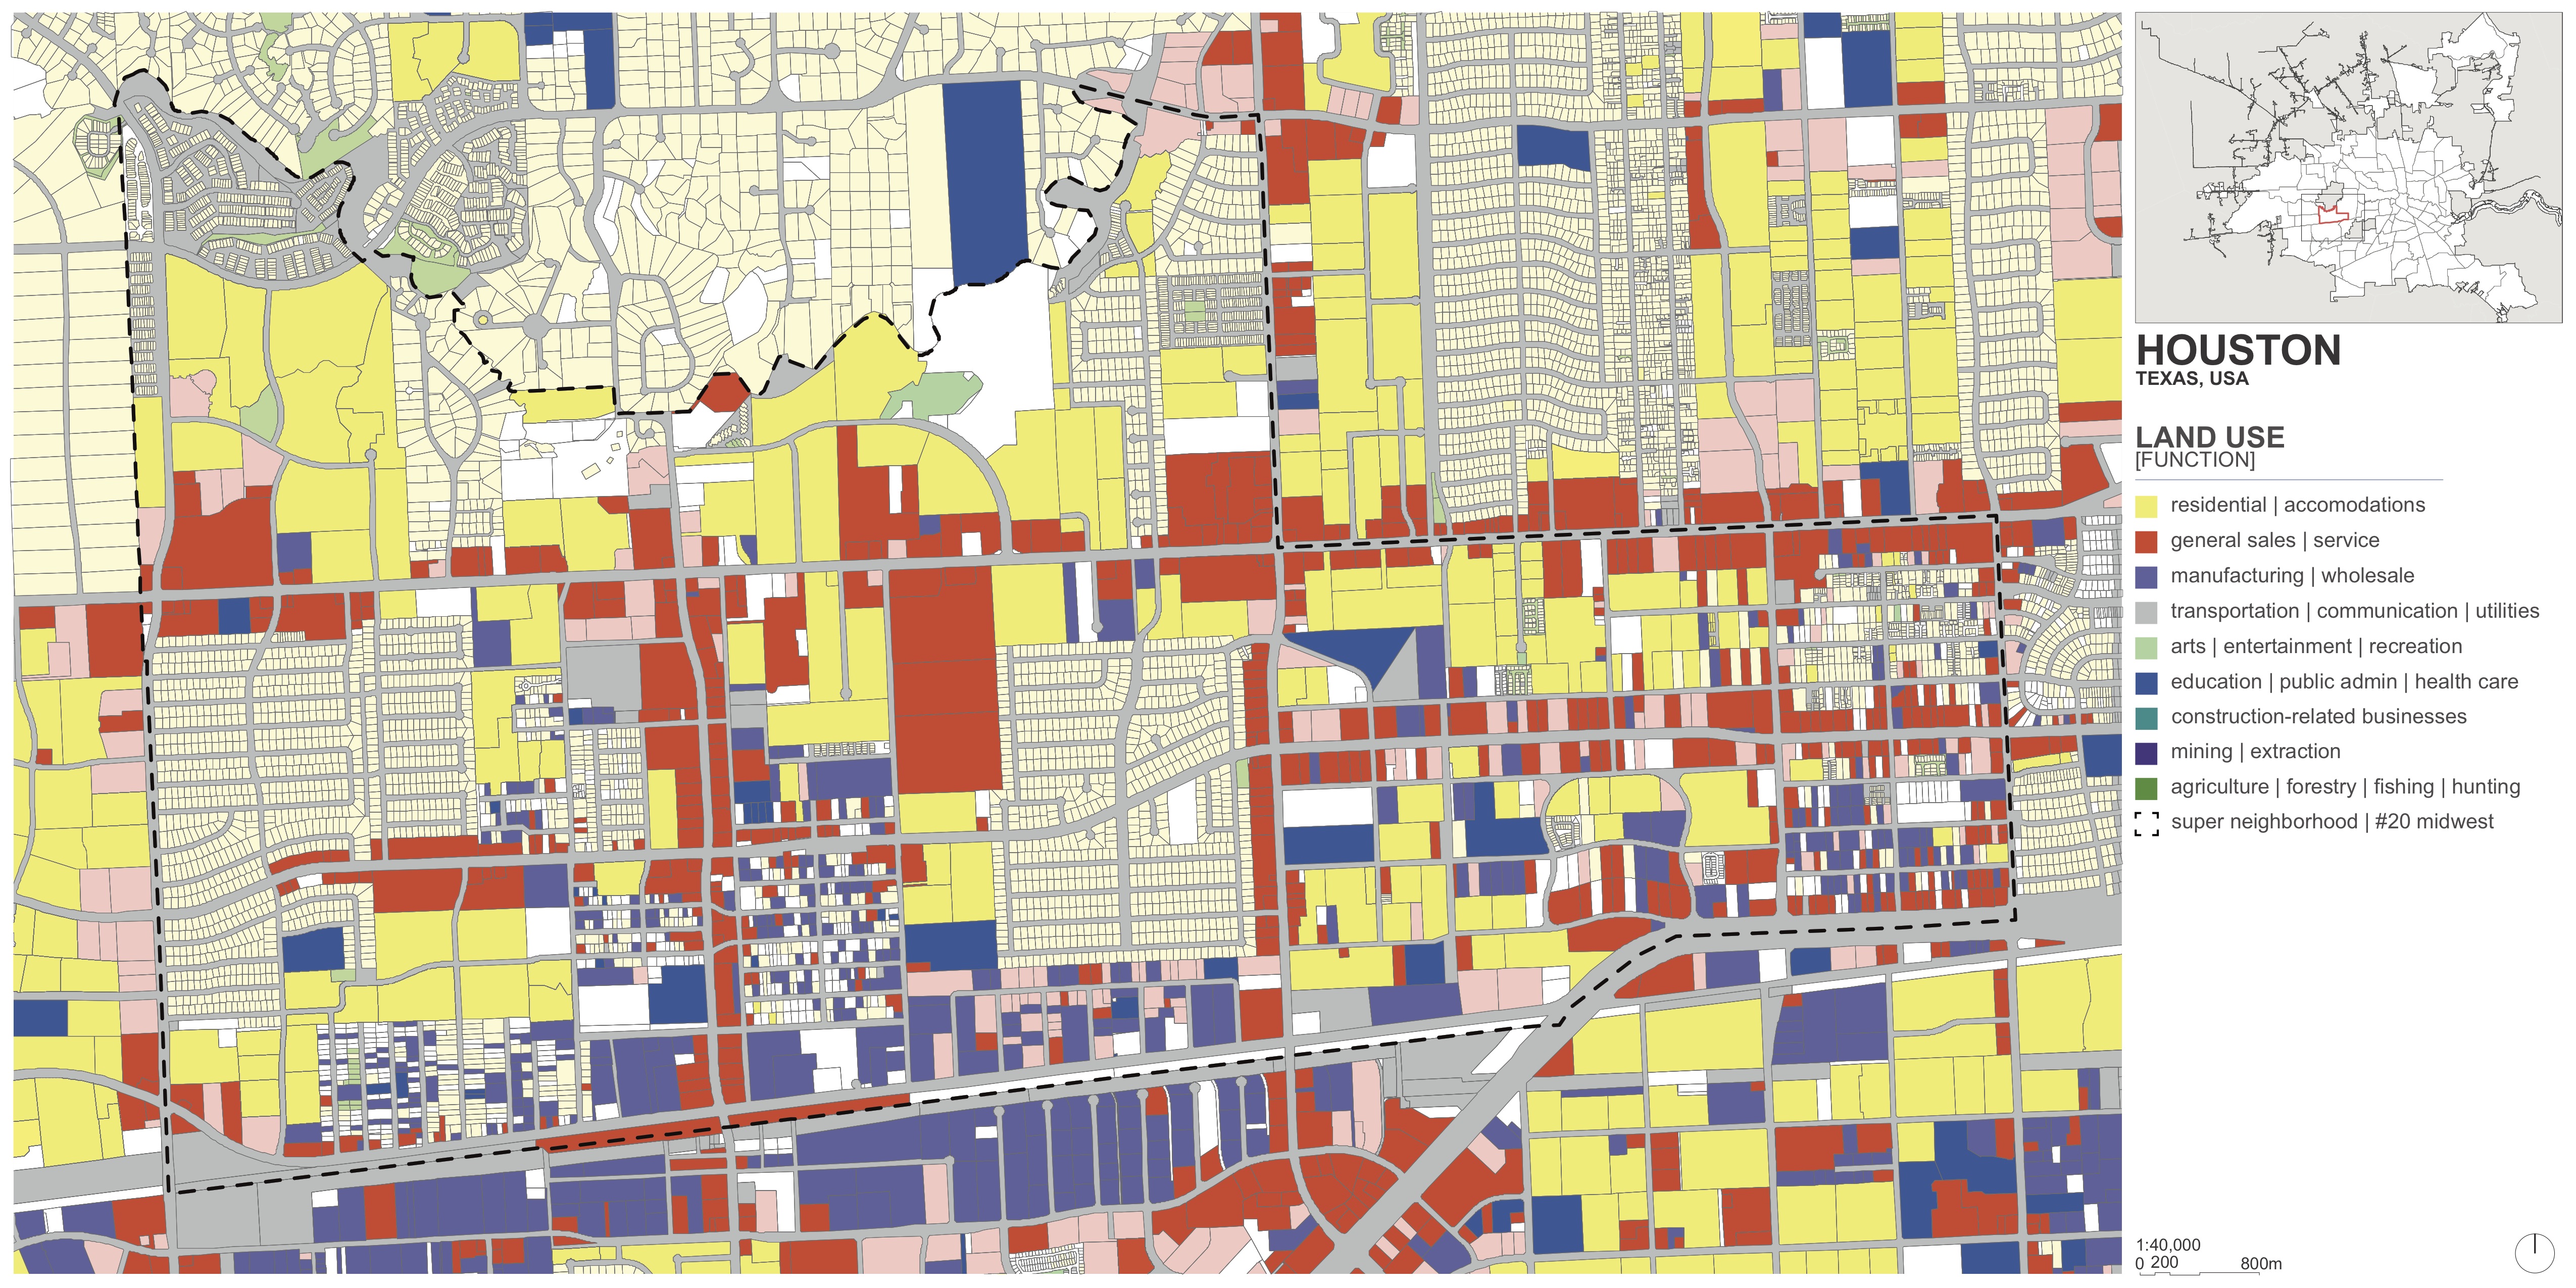 HOUSTON
TEXAS, USA
LAND USE
[FUNCTION]
residential | accomodations
general sales | service
manufacturing | wholesale
transportation | communication | utilities
arts | entertainment | recreation
education | public admin | health care
construction-related businesses
mining | extraction
agriculture | forestry | fishing | hunting
super neighborhood | #20 midwest
1:40,000
0 200 800m